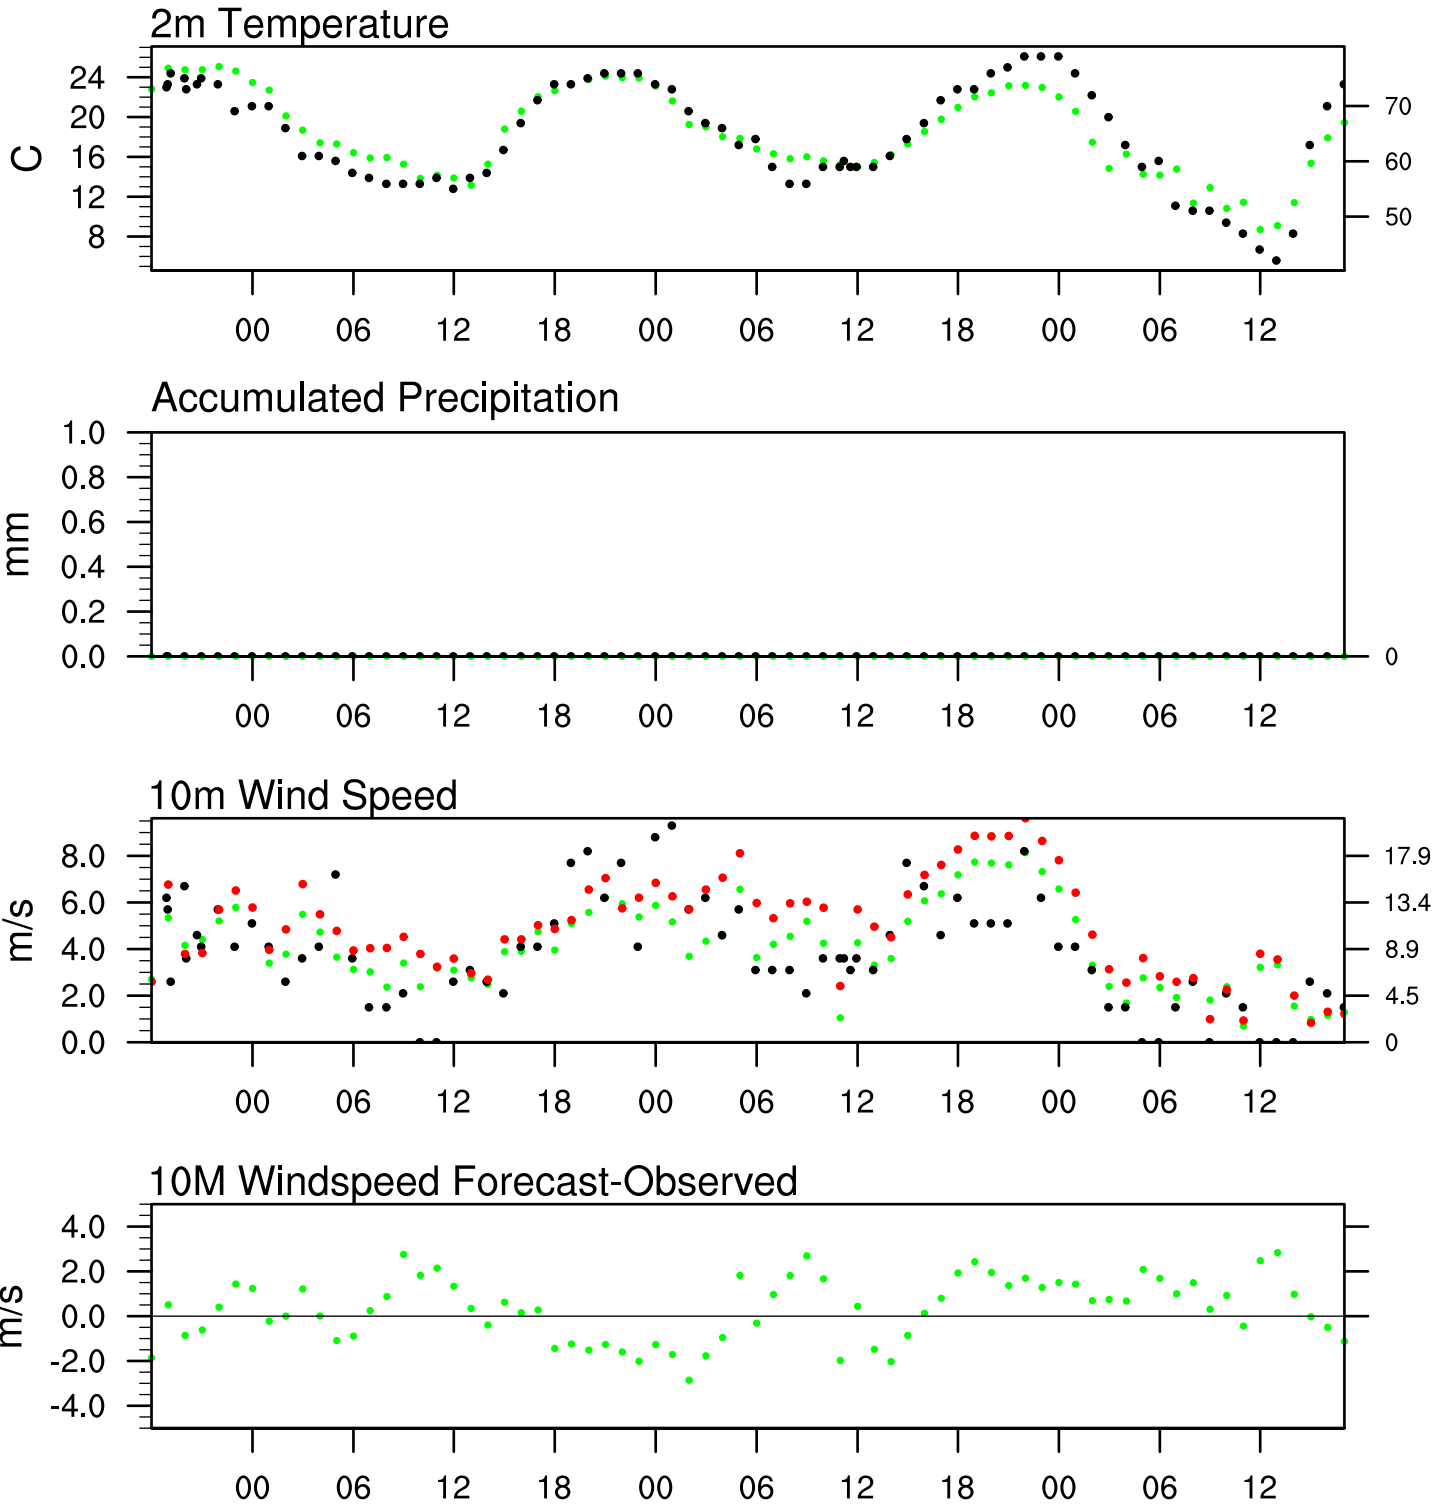 2m Temperature
24
20
16
12
8
C
70
60
50
00 06 12 18 00 06 12 18 00 06 12
Accumulated Precipitation
1.0
0.8
0.6
0.4
0.2
0.0
mm
0
00 06 12 18 00 06 12 18 00 06 12
10m Wind Speed
8.0
6.0
4.0
2.0
0.0
m/s
17.9
13.4
8.9
4.5
0
00 06 12 18 00 06 12 18 00 06 12
10M Windspeed Forecast-Observed
4.0
2.0
0.0
-2.0
-4.0
m/s
00 06 12 18 00 06 12 18 00 06 12